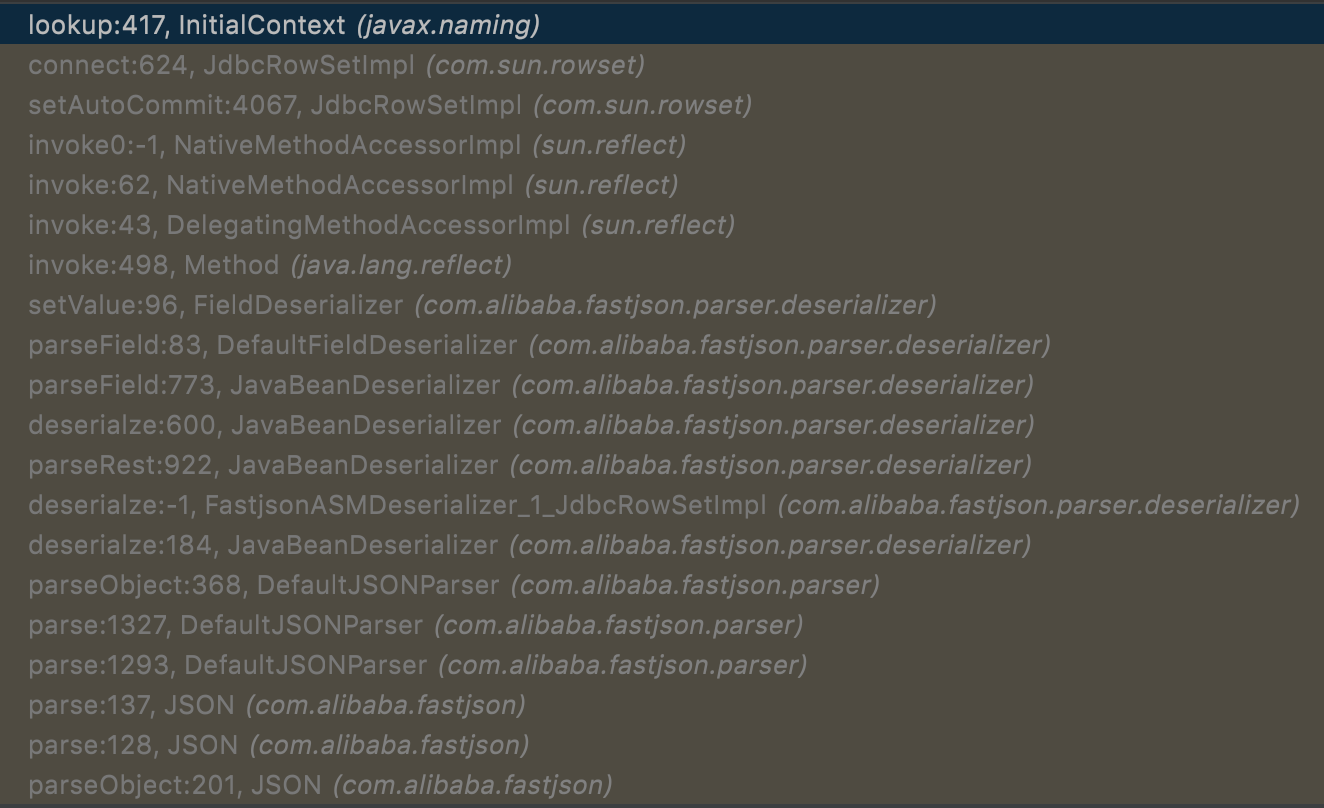 lookup:417, InitialContext (javax.naming)
connect:624, JdbcRowSetImpl (com.sun.rowset)
setAutoCommit:4067, JdbcRowSetImpl (com.sun.rowset)
invoke0:-1, NativeMethodAccessorImpl (sun.reflect)
invoke:62, NativeMethodAccessorImpl (sun.reflect)
invoke:43, DelegatingMethodAccessorImpl (sun.reflect)
invoke:498, Method (java.lang.reflect)
setValue:96, FieldDeserializer (com.alibaba.fastjson.parser.deserializer)
parseField:83, DefaultFieldDeserializer (com.alibaba.fastjson.parser.deserializer)
parseField:773, JavaBeanDeserializer (com.alibaba.fastjson.parser.deserializer)
deserialze:600, JavaBeanDeserializer (com.alibaba.fastjson.parser.deserializer)
parseRest:922, JavaBeanDeserializer (com.alibaba.fastjson.parser.deserializer)
deserialze:-1, FastjsonASMDeserializer_1_JdbcRowSetImpl (com.alibaba.fastjson.parser.deserializer)
deserialze:184, JavaBeanDeserializer (com.alibaba.fastjson.parser.deserializer)
parseObject:368, DefaultJSONParser (com.alibaba.fastjson.parser)
parse:1327, DefaultJSONParser (com.alibaba.fastjson.parser)
parse:1293, DefaultJSONParser (com.alibaba.fastjson.parser)
parse:137, JSON (com.alibaba.fastjson)
parse:128, JSON (com.alibaba.fastjson)
parseObject:201, JSON (com.alibaba.fastjson)